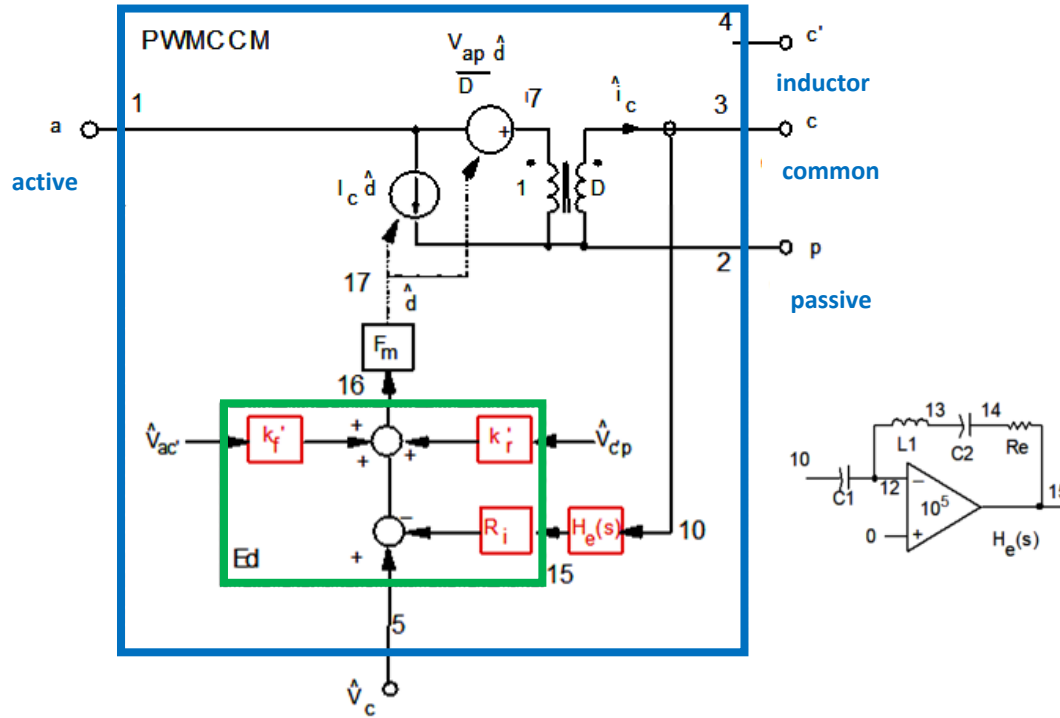 PWMCCM
V_ap d̂
D
4
c'
inductor
1
17
î_c
3
a
c
active
common
I_c d̂
1
D
2
p
17
d̂
passive
F_m
16
V̂_ac'
k_f'
+
+
+
+
k_r'
V̂_c'p
13
14
L1
C2
Re
10
C1
12
−
10^5
15
0
+
H_e(s)
−
R_i
H_e(s)
10
Ed
+
15
5
V̂_c